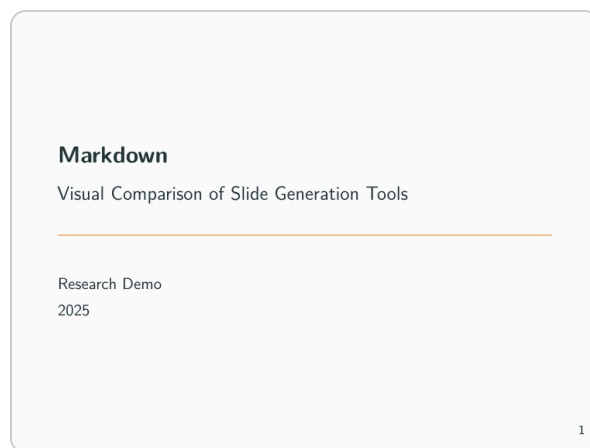 Markdown
Visual Comparison of Slide Generation Tools
Research Demo
2025
1